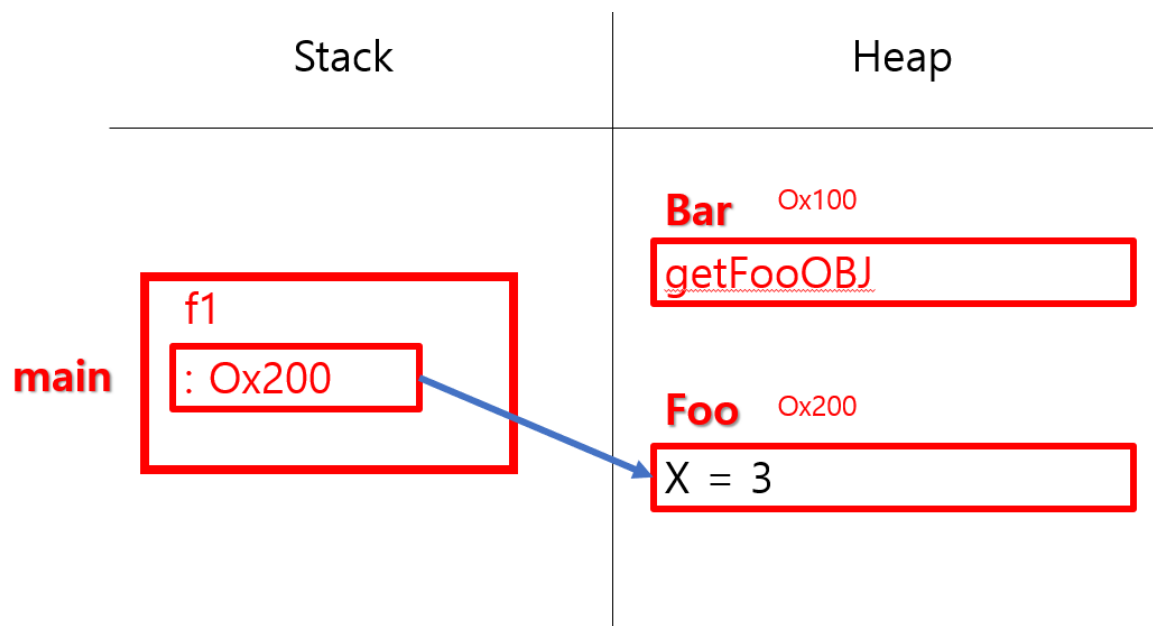 Stack
Heap
Bar Ox100
getFooOBJ
f1
main : Ox200
Foo Ox200
X = 3